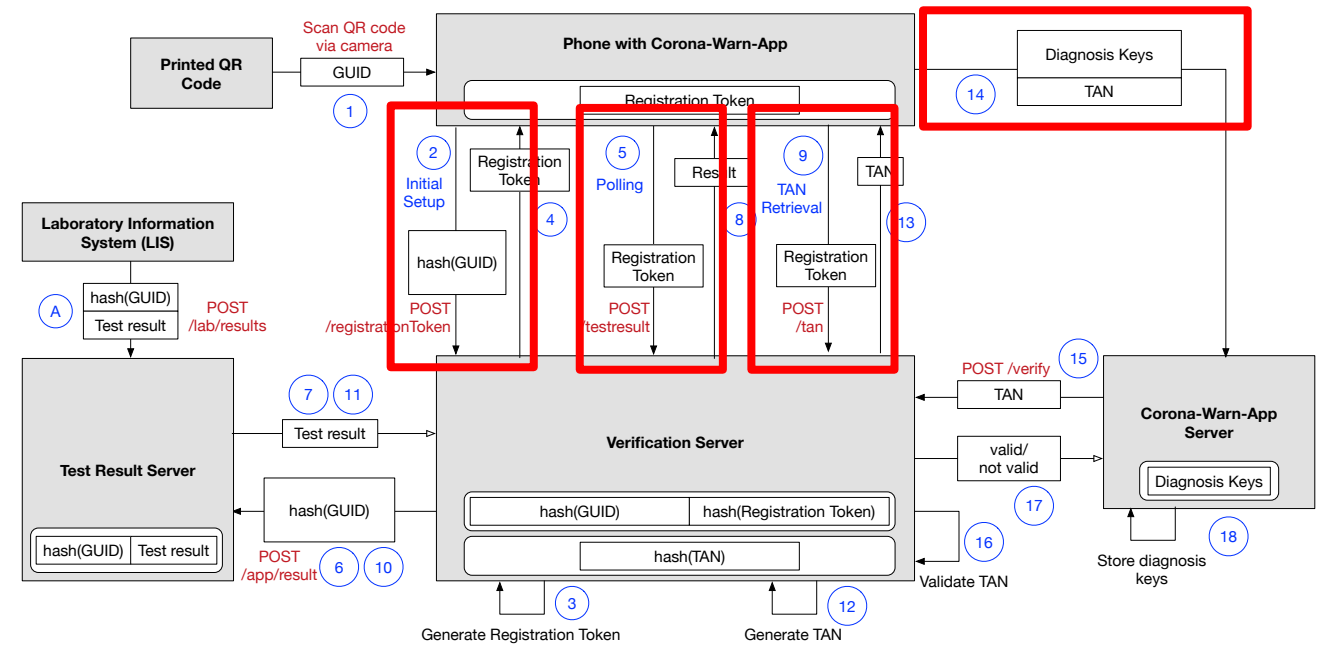 Scan QR code
via camera
Printed QR
Code
GUID
1
Phone with Corona-Warn-App
Registration Token
Diagnosis Keys
TAN
14
2
Initial
Setup
Registration
Token
4
5
Polling
Result
8
9
TAN
Retrieval
TAN
13
hash(GUID)
Registration
Token
Registration
Token
POST
/registrationToken
POST
/testresult
POST
/tan
Laboratory Information
System (LIS)
A
hash(GUID)
Test result
POST
/lab/results
Test Result Server
hash(GUID)
Test result
7
11
Test result
hash(GUID)
POST
/app/result
6
10
Verification Server
hash(GUID)
hash(Registration Token)
hash(TAN)
3
Generate Registration Token
12
Generate TAN
16
Validate TAN
15
POST /verify
TAN
valid/
not valid
17
Corona-Warn-App
Server
Diagnosis Keys
18
Store diagnosis
keys